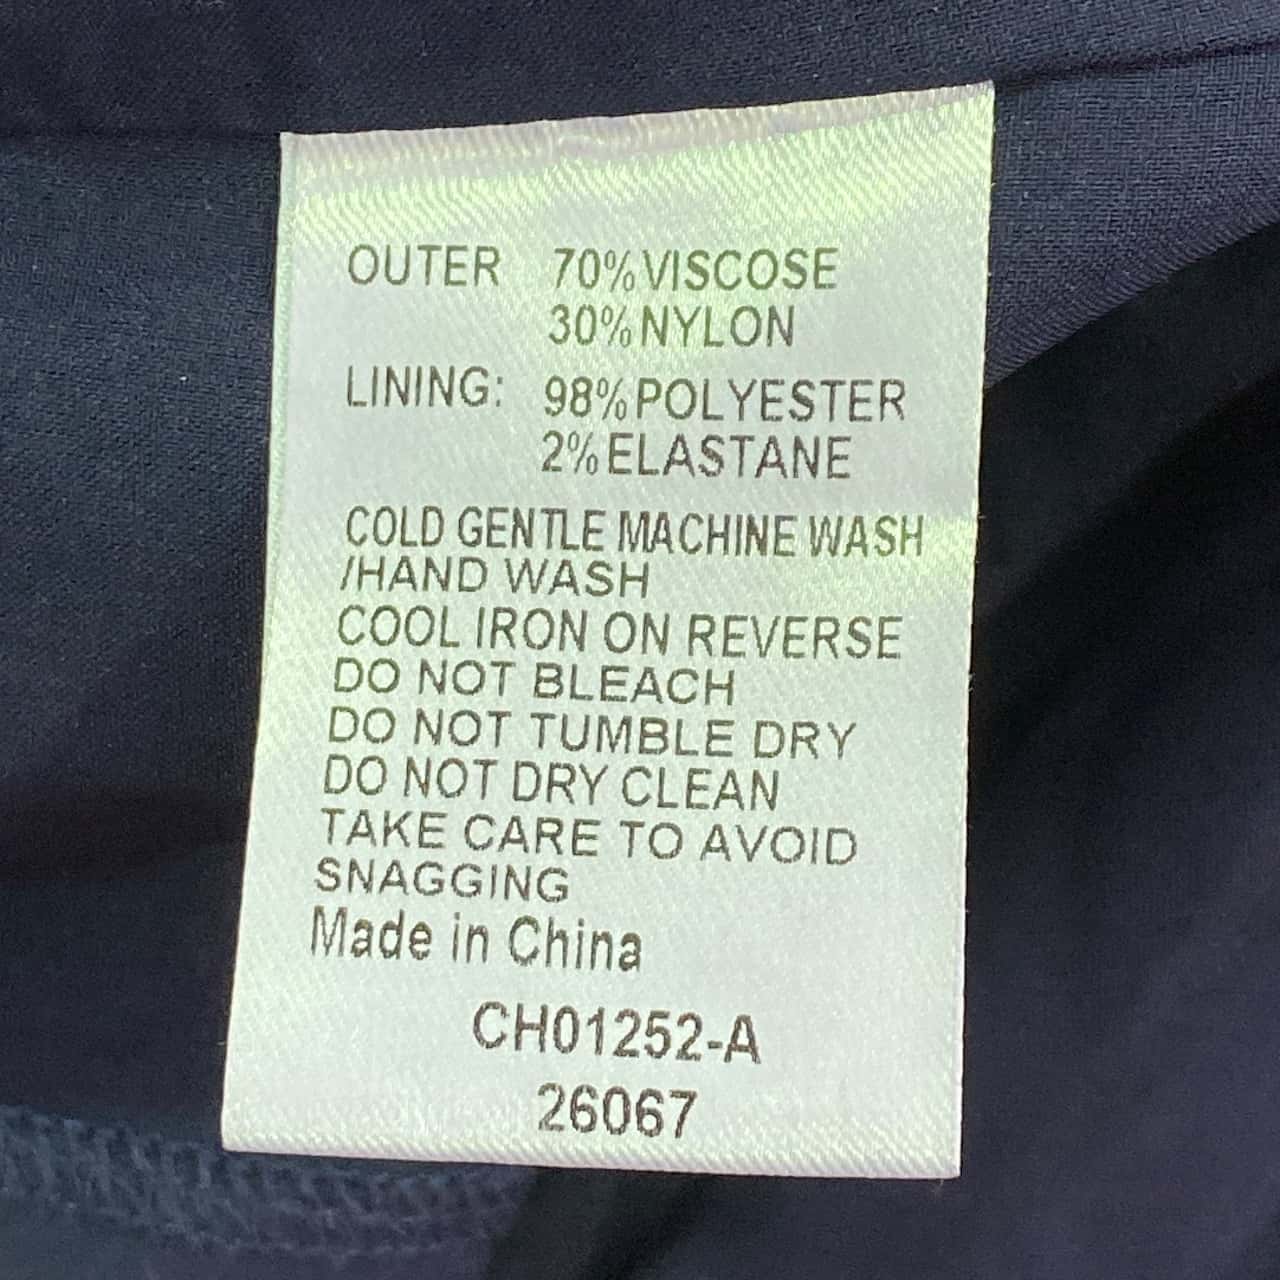 OUTER 70% VISCOSE
30% NYLON
LINING: 98% POLYESTER
2% ELASTANE
COLD GENTLE MACHINE WASH
/HAND WASH
COOL IRON ON REVERSE
DO NOT BLEACH
DO NOT TUMBLE DRY
DO NOT DRY CLEAN
TAKE CARE TO AVOID
SNAGGING
Made in China
CH01252-A
26067